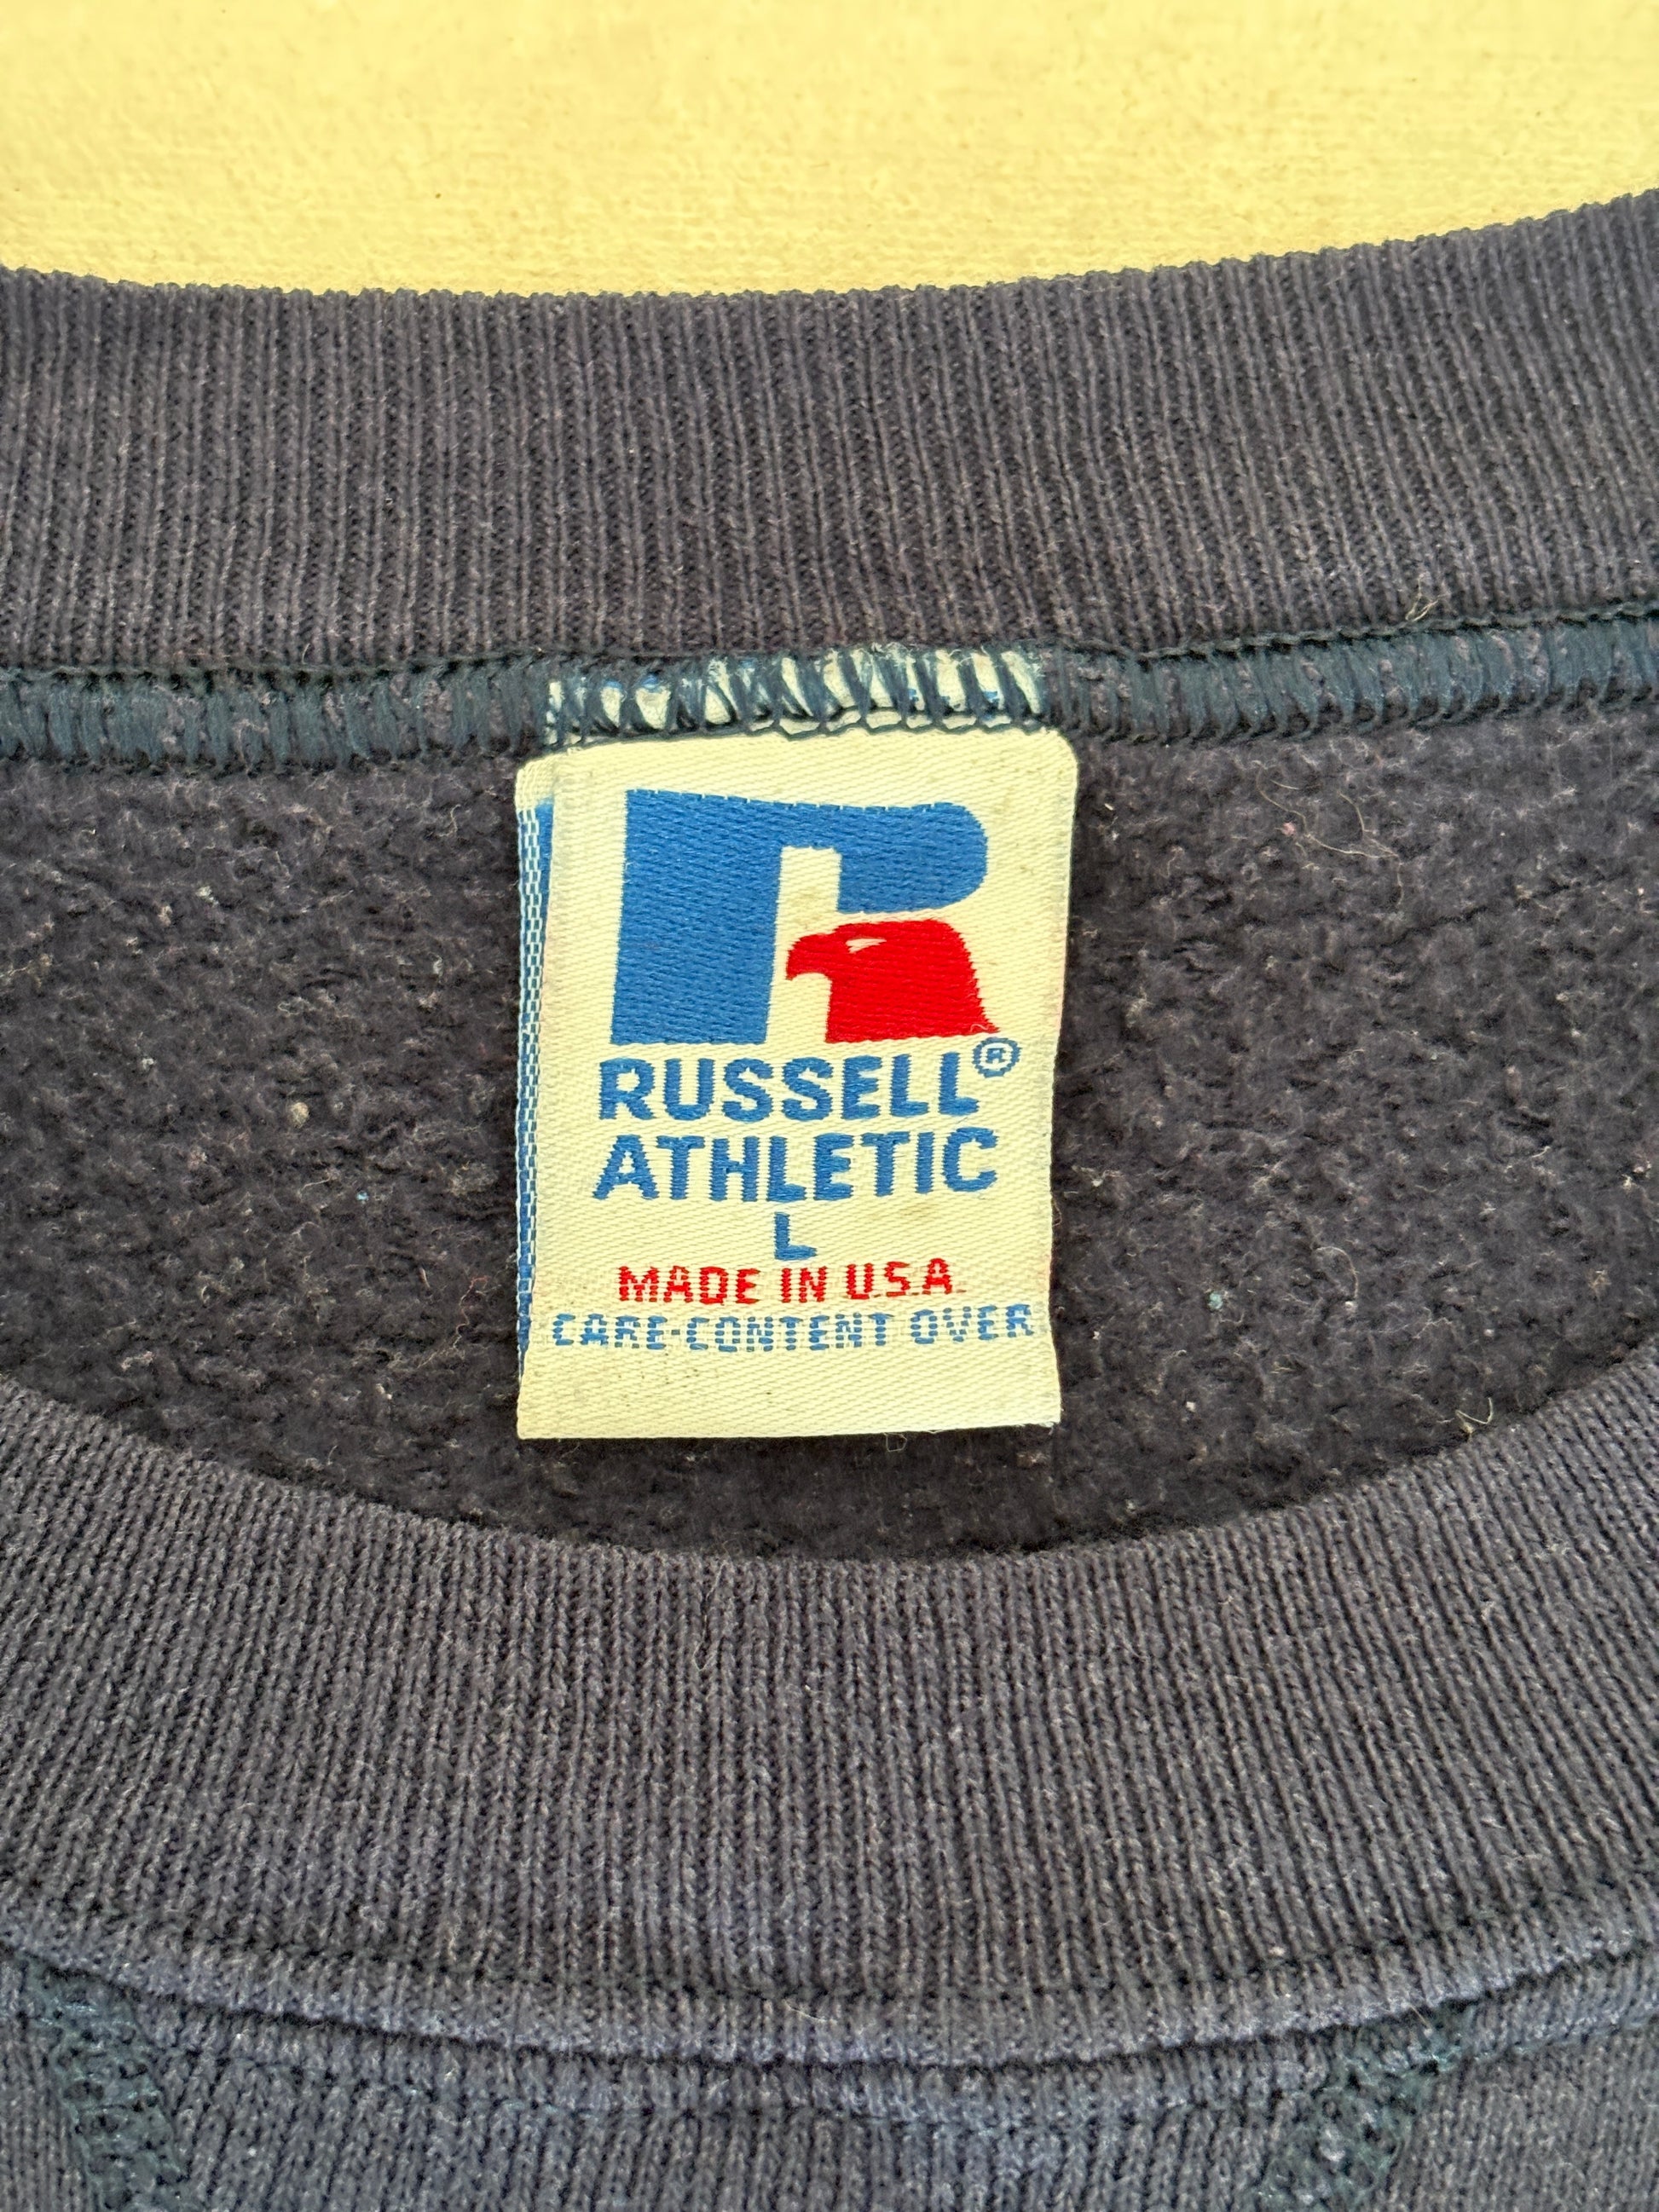 R
RUSSELL®
ATHLETIC
L
MADE IN U.S.A.
CARE-CONTENT OVER